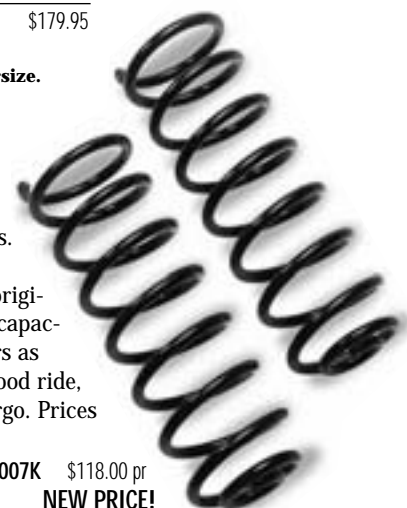 $179.95
size.
s.
origi-
capac-
rs as
ood ride,
rgo. Prices
007K $118.00 pr
NEW PRICE!